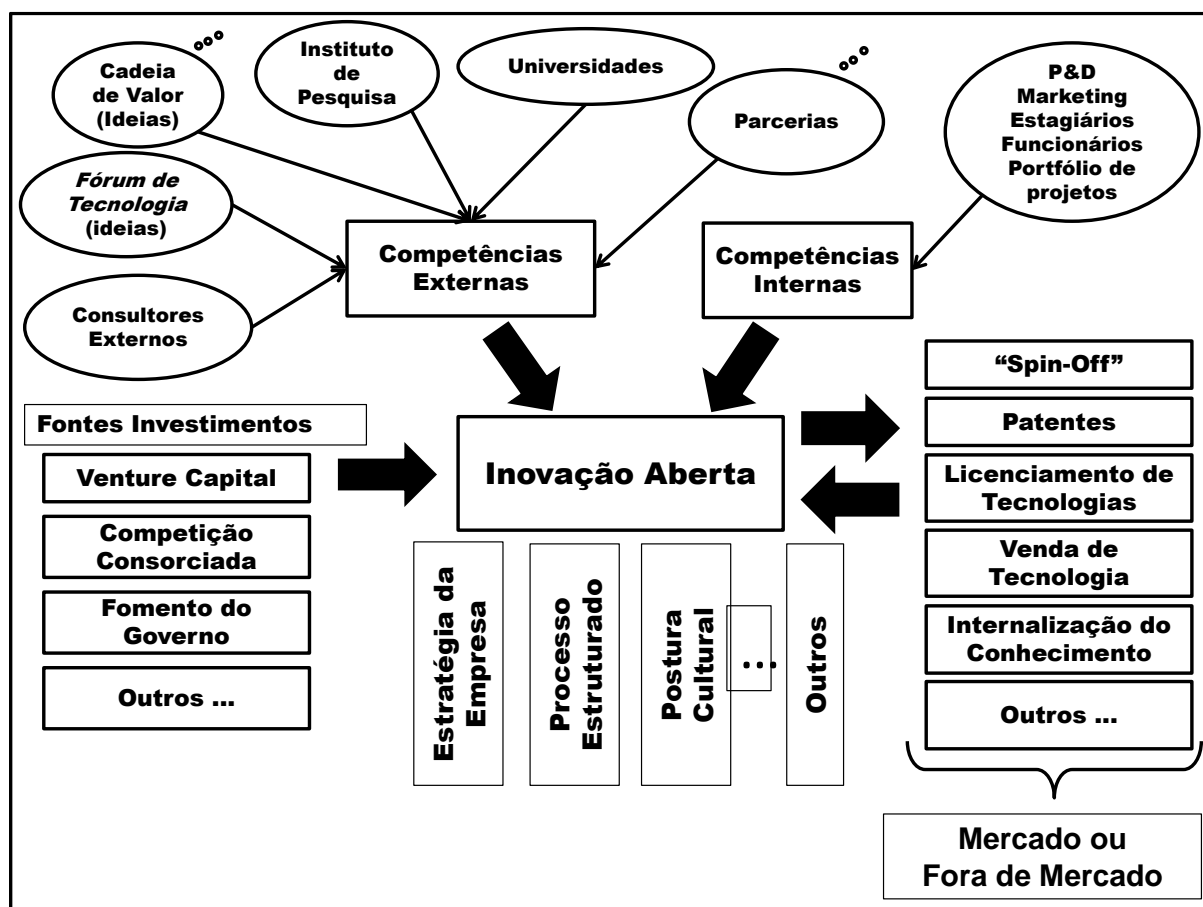 Cadeia
de Valor
(Ideias)
Instituto
de
Pesquisa
Universidades
Parcerias
P&D
Marketing
Estagiários
Funcionários
Portfólio de
projetos
Fórum de
Tecnologia
(ideias)
Consultores
Externos
Competências
Externas
Competências
Internas
Fontes Investimentos
Venture Capital
Competição
Consorciada
Fomento do
Governo
Outros ...
Inovação Aberta
Estratégia da
Empresa
Processo
Estruturado
Postura
Cultural
...
Outros
“Spin-Off”
Patentes
Licenciamento de
Tecnologias
Venda de
Tecnologia
Internalização do
Conhecimento
Outros ...
Mercado ou
Fora de Mercado